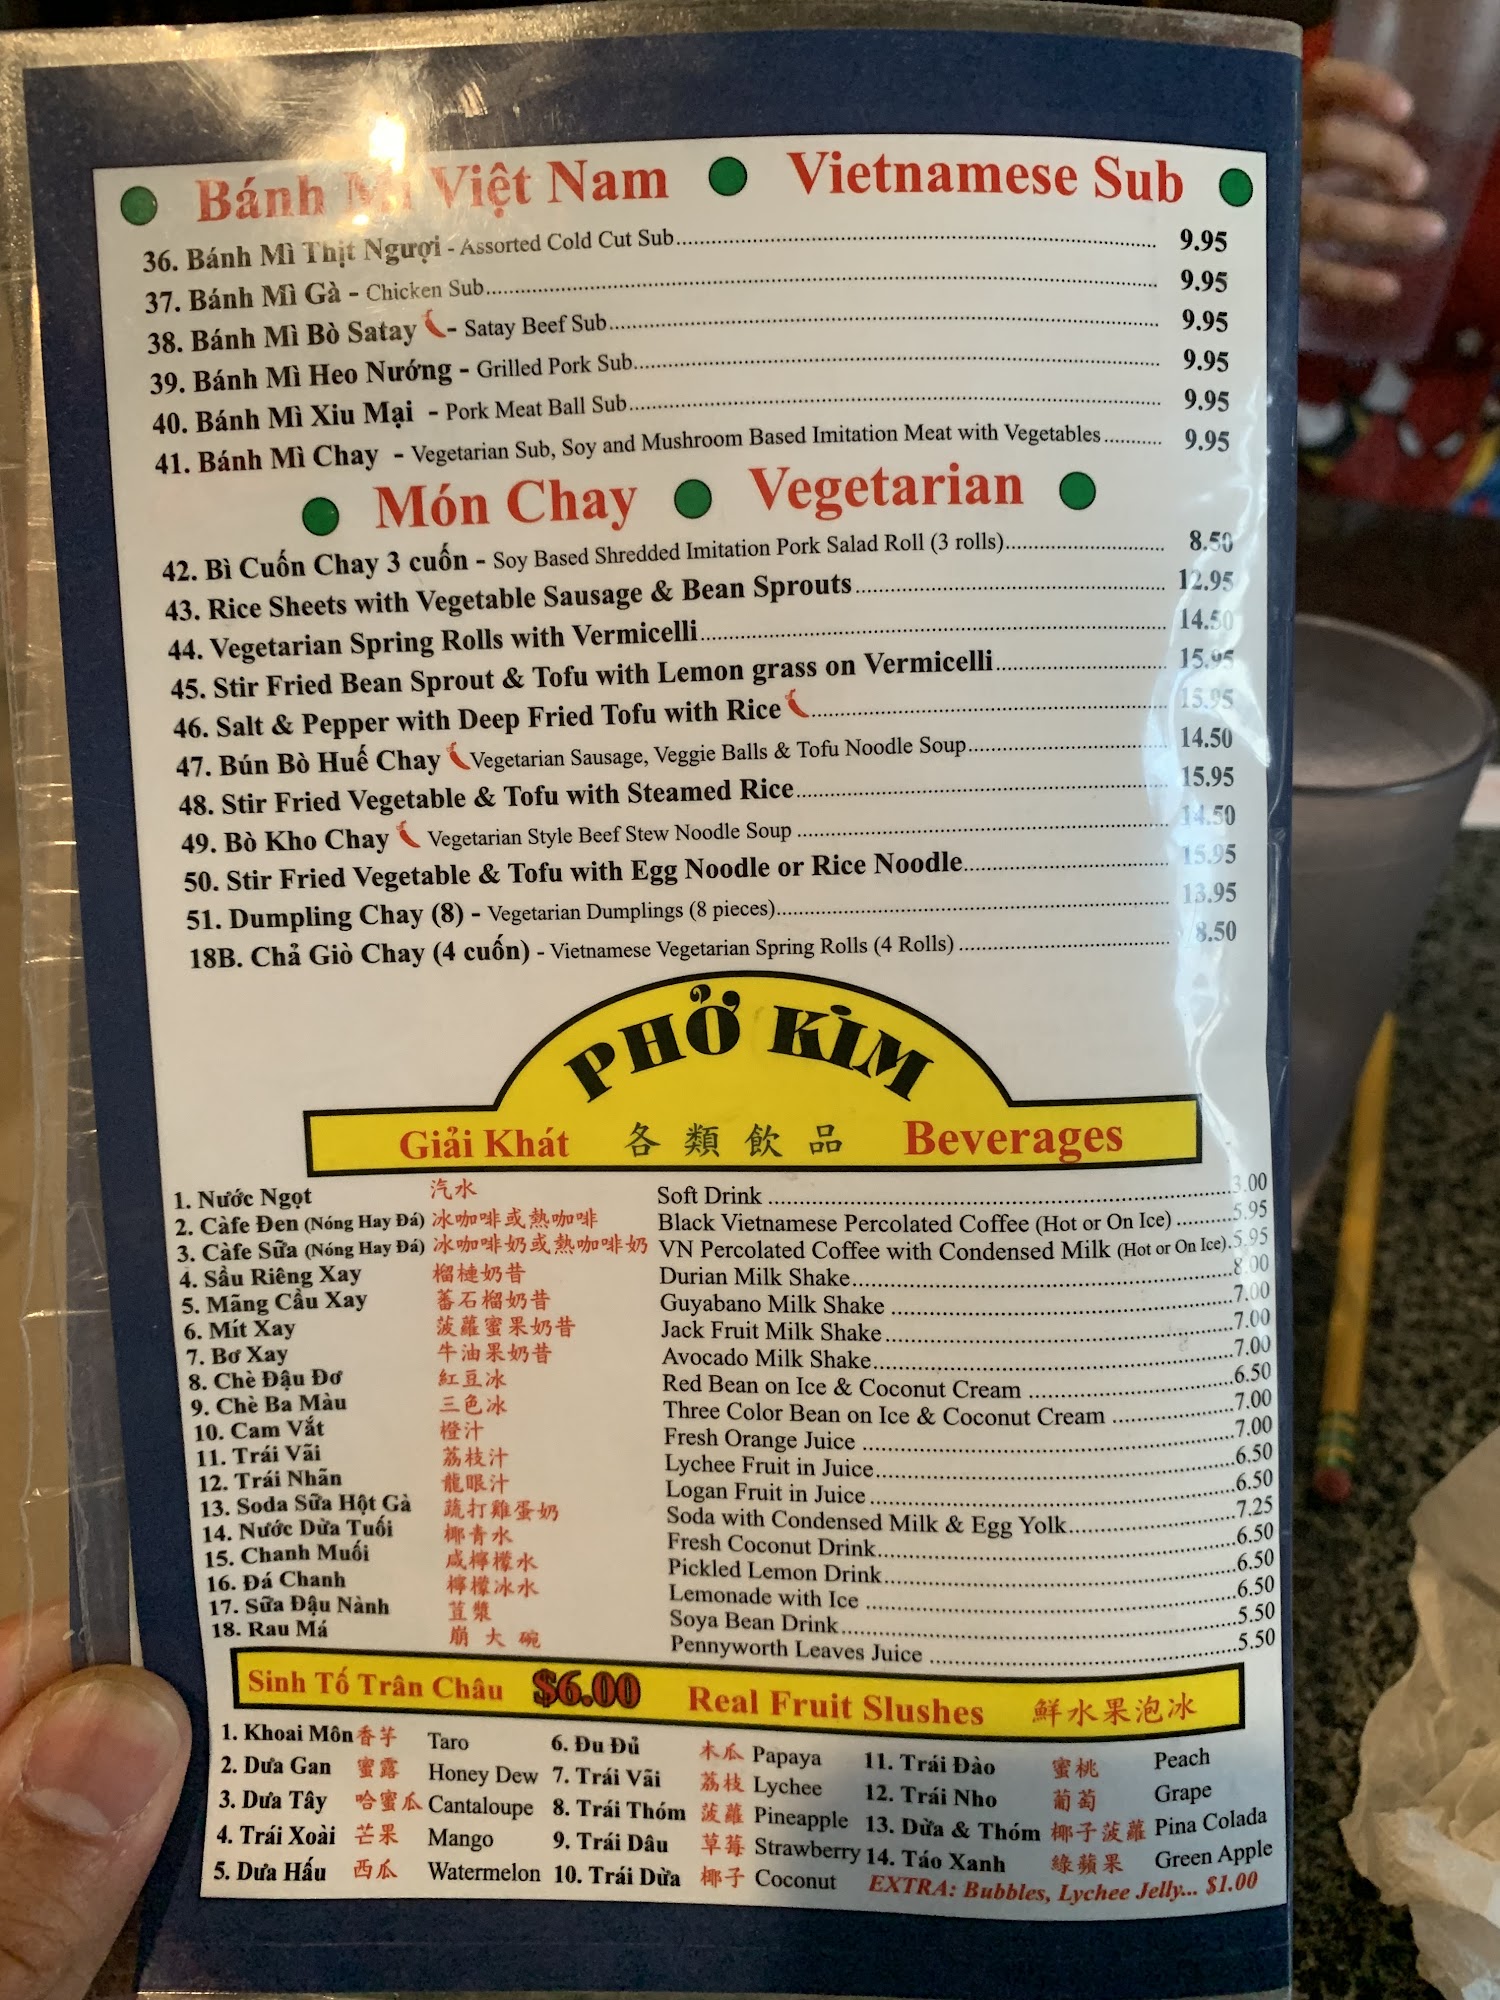 Bánh Mì Việt Nam Vietnamese Sub
36. Bánh Mì Thịt Ngượi - Assorted Cold Cut Sub 9.95
37. Bánh Mì Gà - Chicken Sub 9.95
38. Bánh Mì Bò Satay - Satay Beef Sub 9.95
39. Bánh Mì Heo Nướng - Grilled Pork Sub 9.95
40. Bánh Mì Xiu Mại - Pork Meat Ball Sub 9.95
41. Bánh Mì Chay - Vegetarian Sub, Soy and Mushroom Based Imitation Meat with Vegetables 9.95
Món Chay Vegetarian
42. Bì Cuốn Chay 3 cuốn - Soy Based Shredded Imitation Pork Salad Roll (3 rolls) 8.50
43. Rice Sheets with Vegetable Sausage & Bean Sprouts 12.95
44. Vegetarian Spring Rolls with Vermicelli 14.50
45. Stir Fried Bean Sprout & Tofu with Lemon grass on Vermicelli 15.95
46. Salt & Pepper with Deep Fried Tofu with Rice 15.95
47. Bún Bò Huế Chay Vegetarian Sausage, Veggie Balls & Tofu Noodle Soup 14.50
48. Stir Fried Vegetable & Tofu with Steamed Rice 15.95
49. Bò Kho Chay Vegetarian Style Beef Stew Noodle Soup 14.50
50. Stir Fried Vegetable & Tofu with Egg Noodle or Rice Noodle 15.95
51. Dumpling Chay (8) - Vegetarian Dumplings (8 pieces) 13.95
18B. Chả Giò Chay (4 cuốn) - Vietnamese Vegetarian Spring Rolls (4 Rolls) 8.50
PHỞ KIM
Giải Khát 各類飲品 Beverages
1. Nước Ngọt 汽水 Soft Drink 3.00
2. Càfe Đen (Nóng Hay Đá) 冰咖啡或熱咖啡 Black Vietnamese Percolated Coffee (Hot or On Ice) 5.95
3. Càfe Sữa (Nóng Hay Đá) 冰咖啡奶或熱咖啡奶 VN Percolated Coffee with Condensed Milk (Hot or On Ice) 5.95
4. Sầu Riêng Xay 榴槤奶昔 Durian Milk Shake 8.00
5. Mãng Cầu Xay 蕃石榴奶昔 Guyabano Milk Shake 7.00
6. Mít Xay 菠蘿蜜果奶昔 Jack Fruit Milk Shake 7.00
7. Bơ Xay 牛油果奶昔 Avocado Milk Shake 7.00
8. Chè Đậu Đơ 紅豆冰 Red Bean on Ice & Coconut Cream 6.50
9. Chè Ba Màu 三色冰 Three Color Bean on Ice & Coconut Cream 7.00
10. Cam Vắt 橙汁 Fresh Orange Juice 7.00
11. Trái Vãi 荔枝汁 Lychee Fruit in Juice 6.50
12. Trái Nhãn 龍眼汁 Logan Fruit in Juice 6.50
13. Soda Sữa Hột Gà 蔬打雞蛋奶 Soda with Condensed Milk & Egg Yolk 7.25
14. Nước Dừa Tuối 椰青水 Fresh Coconut Drink 6.50
15. Chanh Muối 咸檸檬水 Pickled Lemon Drink 6.50
16. Đá Chanh 檸檬冰水 Lemonade with Ice 6.50
17. Sữa Đậu Nành 荳漿 Soya Bean Drink 5.50
18. Rau Má 崩大碗 Pennyworth Leaves Juice 5.50
Sinh Tố Trân Châu $6.00 Real Fruit Slushes 鮮水果泡冰
1. Khoai Môn 香芋 Taro 6. Đu Đủ 木瓜 Papaya 11. Trái Đào 蜜桃 Peach
2. Dưa Gan 蜜露 Honey Dew 7. Trái Vãi 荔枝 Lychee 12. Trái Nho 葡萄 Grape
3. Dưa Tây 哈蜜瓜 Cantaloupe 8. Trái Thóm 菠蘿 Pineapple 13. Dừa & Thóm 椰子菠蘿 Pina Colada
4. Trái Xoài 芒果 Mango 9. Trái Dâu 草莓 Strawberry 14. Táo Xanh 綠蘋果 Green Apple
5. Dưa Hấu 西瓜 Watermelon 10. Trái Dừa 椰子 Coconut EXTRA: Bubbles, Lychee Jelly... $1.00